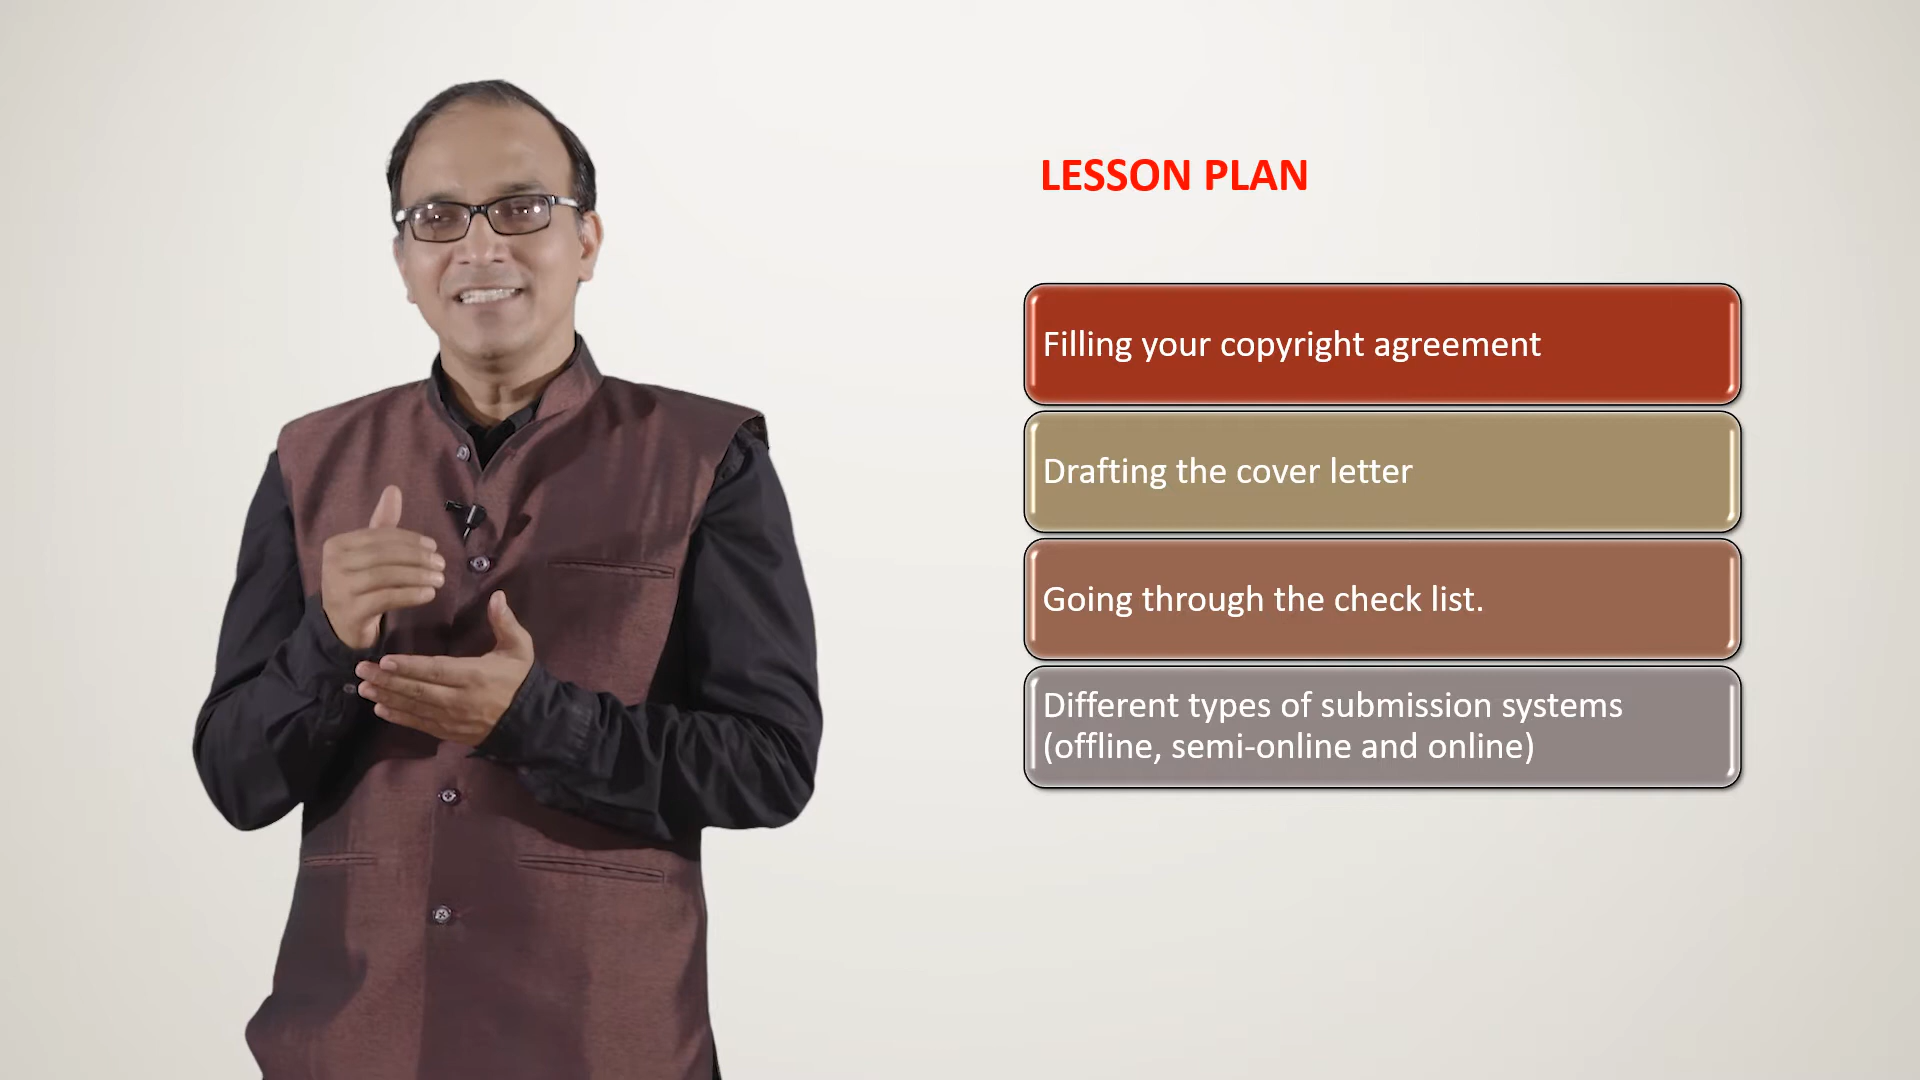 LESSON PLAN
Filling your copyright agreement
Drafting the cover letter
Going through the check list.
Different types of submission systems
(offline, semi-online and online)